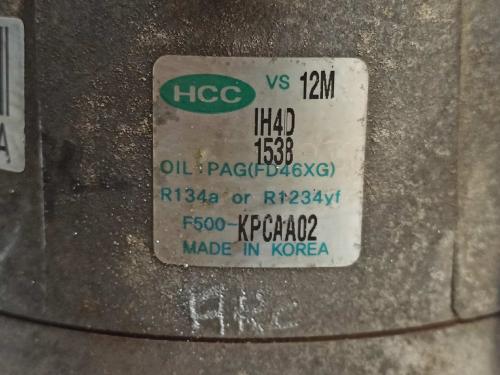 HCC VS 12M
IH4D
1538
OIL:PAG(FD46XG)
R134a or R1234yf
F500-KPCAA02
MADE IN KOREA
A